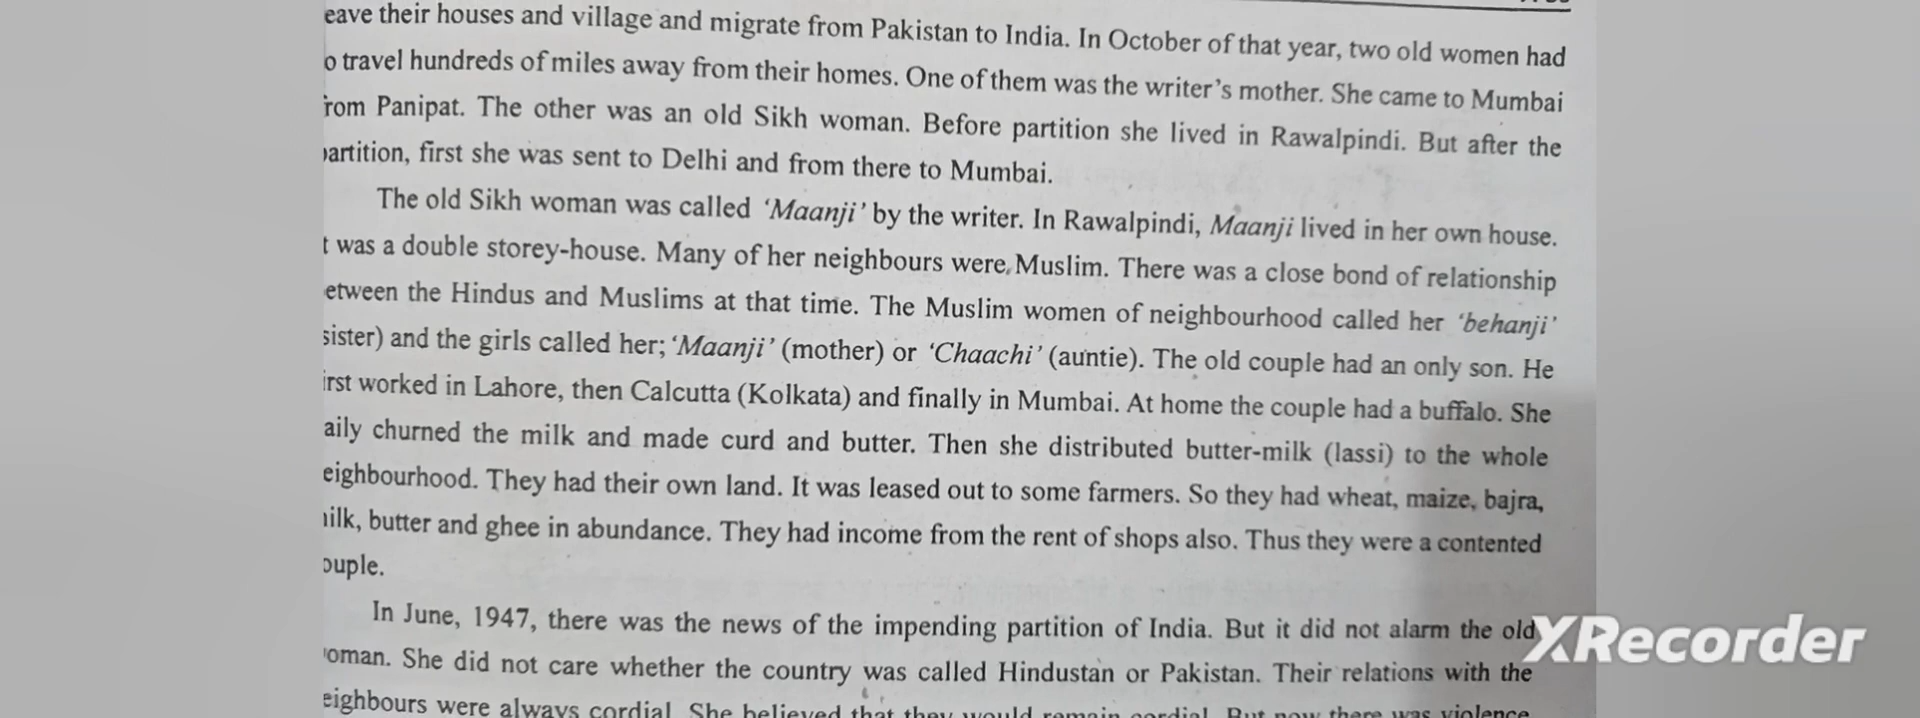 eave their houses and village and migrate from Pakistan to India. In October of that year, two old women had
o travel hundreds of miles away from their homes. One of them was the writer's mother. She came to Mumbai
rom Panipat. The other was an old Sikh woman. Before partition she lived in Rawalpindi. But after the
artition, first she was sent to Delhi and from there to Mumbai.
The old Sikh woman was called 'Maanji' by the writer. In Rawalpindi, Maanji lived in her own house.
t was a double storey-house. Many of her neighbours were Muslim. There was a close bond of relationship
etween the Hindus and Muslims at that time. The Muslim women of neighbourhood called her 'behanji'
sister) and the girls called her; 'Maanji' (mother) or 'Chaachi' (auntie). The old couple had an only son. He
irst worked in Lahore, then Calcutta (Kolkata) and finally in Mumbai. At home the couple had a buffalo. She
aily churned the milk and made curd and butter. Then she distributed butter-milk (lassi) to the whole
eighbourhood. They had their own land. It was leased out to some farmers. So they had wheat, maize, bajra,
ilk, butter and ghee in abundance. They had income from the rent of shops also. Thus they were a contented
ouple.
In June, 1947, there was the news of the impending partition of India. But it did not alarm the old
oman. She did not care whether the country was called Hindustan or Pakistan. Their relations with the
eighbours were always cordial. She believed that they would remain cordial. But now there was violence
XRecorder